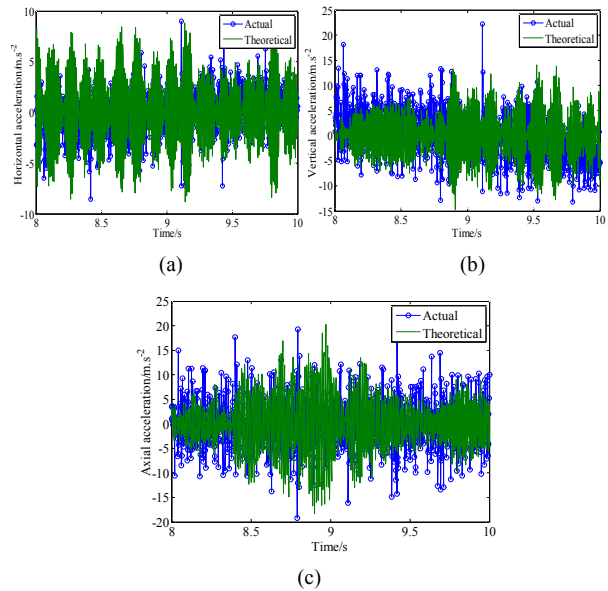 10
5
0
-5
-10
8
8.5
9
9.5
10
Horizontal acceleration/m.s-2
Time/s
Actual
Theoretical
(a)
25
20
15
10
5
0
-5
-10
-15
8
8.5
9
9.5
10
Vertical acceleration/m.s-2
Time/s
Actual
Theoretical
(b)
25
20
15
10
5
0
-5
-10
-15
-20
8
8.5
9
9.5
10
Axial acceleration/m.s-2
Time/s
Actual
Theoretical
(c)